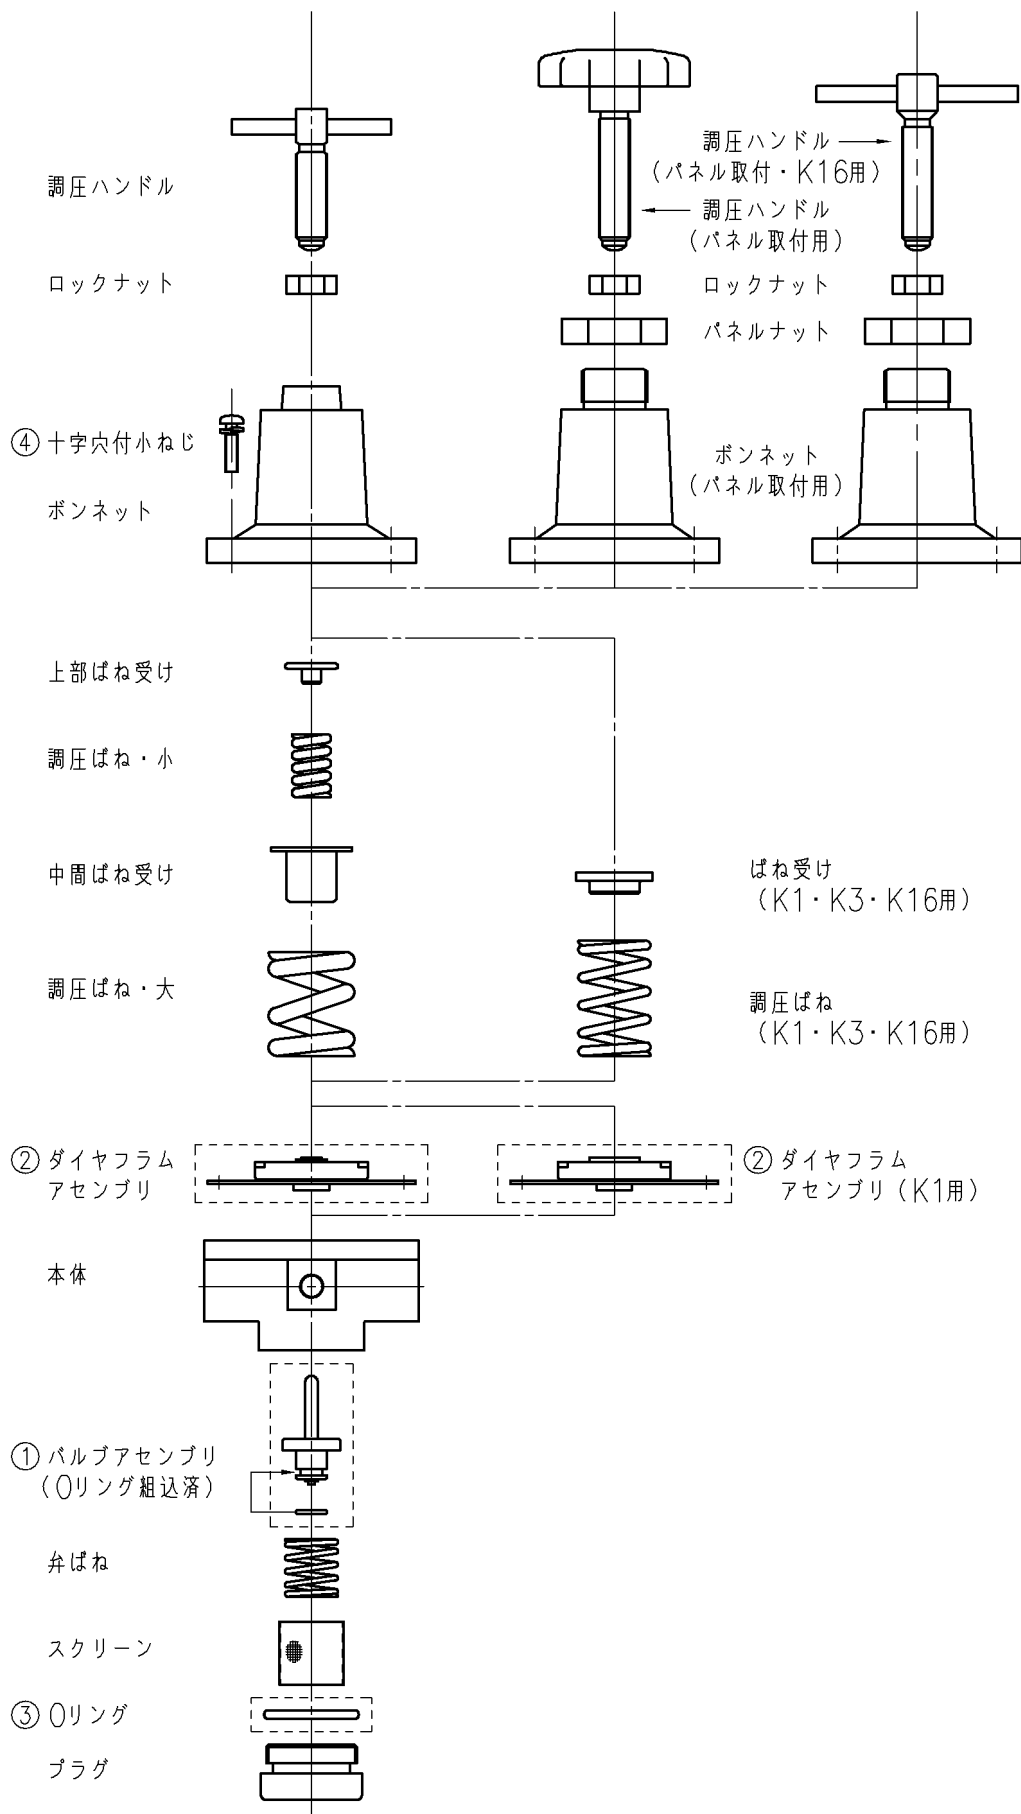 調圧ハンドル
(パネル取付・K16用)
調圧ハンドル
調圧ハンドル
(パネル取付用)
ロックナット
ロックナット
パネルナット
④ 十字穴付小ねじ
ボンネット
(パネル取付用)
ボンネット
上部ばね受け
調圧ばね・小
中間ばね受け
ばね受け
(K1・K3・K16用)
調圧ばね・大
調圧ばね
(K1・K3・K16用)
② ダイヤフラム
アセンブリ
② ダイヤフラム
アセンブリ(K1用)
本体
① バルブアセンブリ
(Oリング組込済)
弁ばね
スクリーン
③ Oリング
プラグ